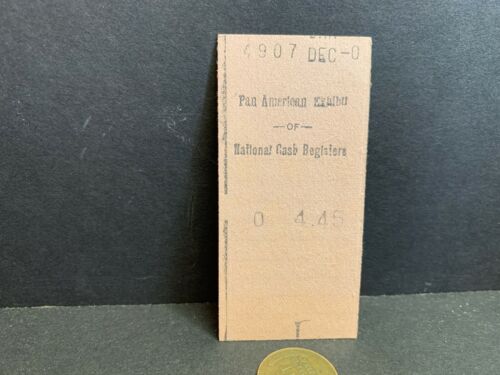 4907 DEC-0
Pan American Exhibit
—OF—
National Cash Registers
0 4.45